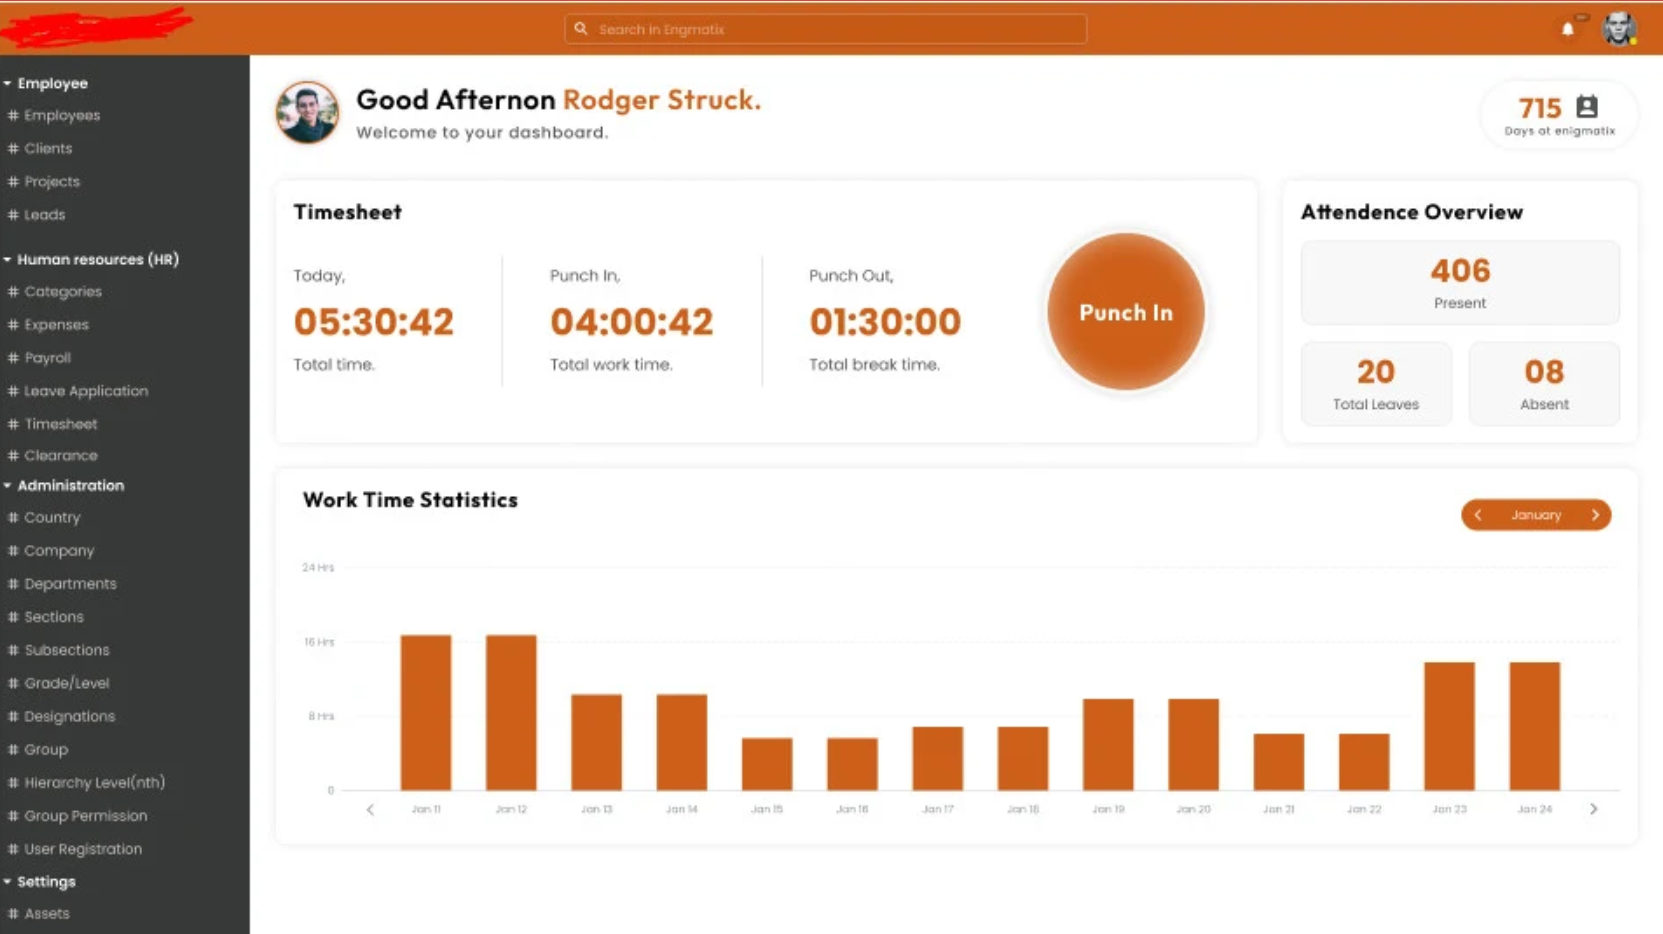 Search in Engmatix
Employee
# Employees
# Clients
# Projects
# Leads
Human resources (HR)
# Categories
# Expenses
# Payroll
# Leave Application
# Timesheet
# Clearance
Administration
# Country
# Company
# Departments
# Sections
# Subsections
# Grade/Level
# Designations
# Group
# Hierarchy Level(nth)
# Group Permission
# User Registration
Settings
# Assets
Good Afternon Rodger Struck.
Welcome to your dashboard.
715
Days at enigmatix
Timesheet
Today,
05:30:42
Total time.
Punch In,
04:00:42
Total work time.
Punch Out,
01:30:00
Total break time.
Punch In
Attendence Overview
406
Present
20
Total Leaves
08
Absent
Work Time Statistics
January
24 Hrs
16 Hrs
8 Hrs
0
Jan 11 Jan 12 Jan 13 Jan 14 Jan 15 Jan 16 Jan 17 Jan 18 Jan 19 Jan 20 Jan 21 Jan 22 Jan 23 Jan 24